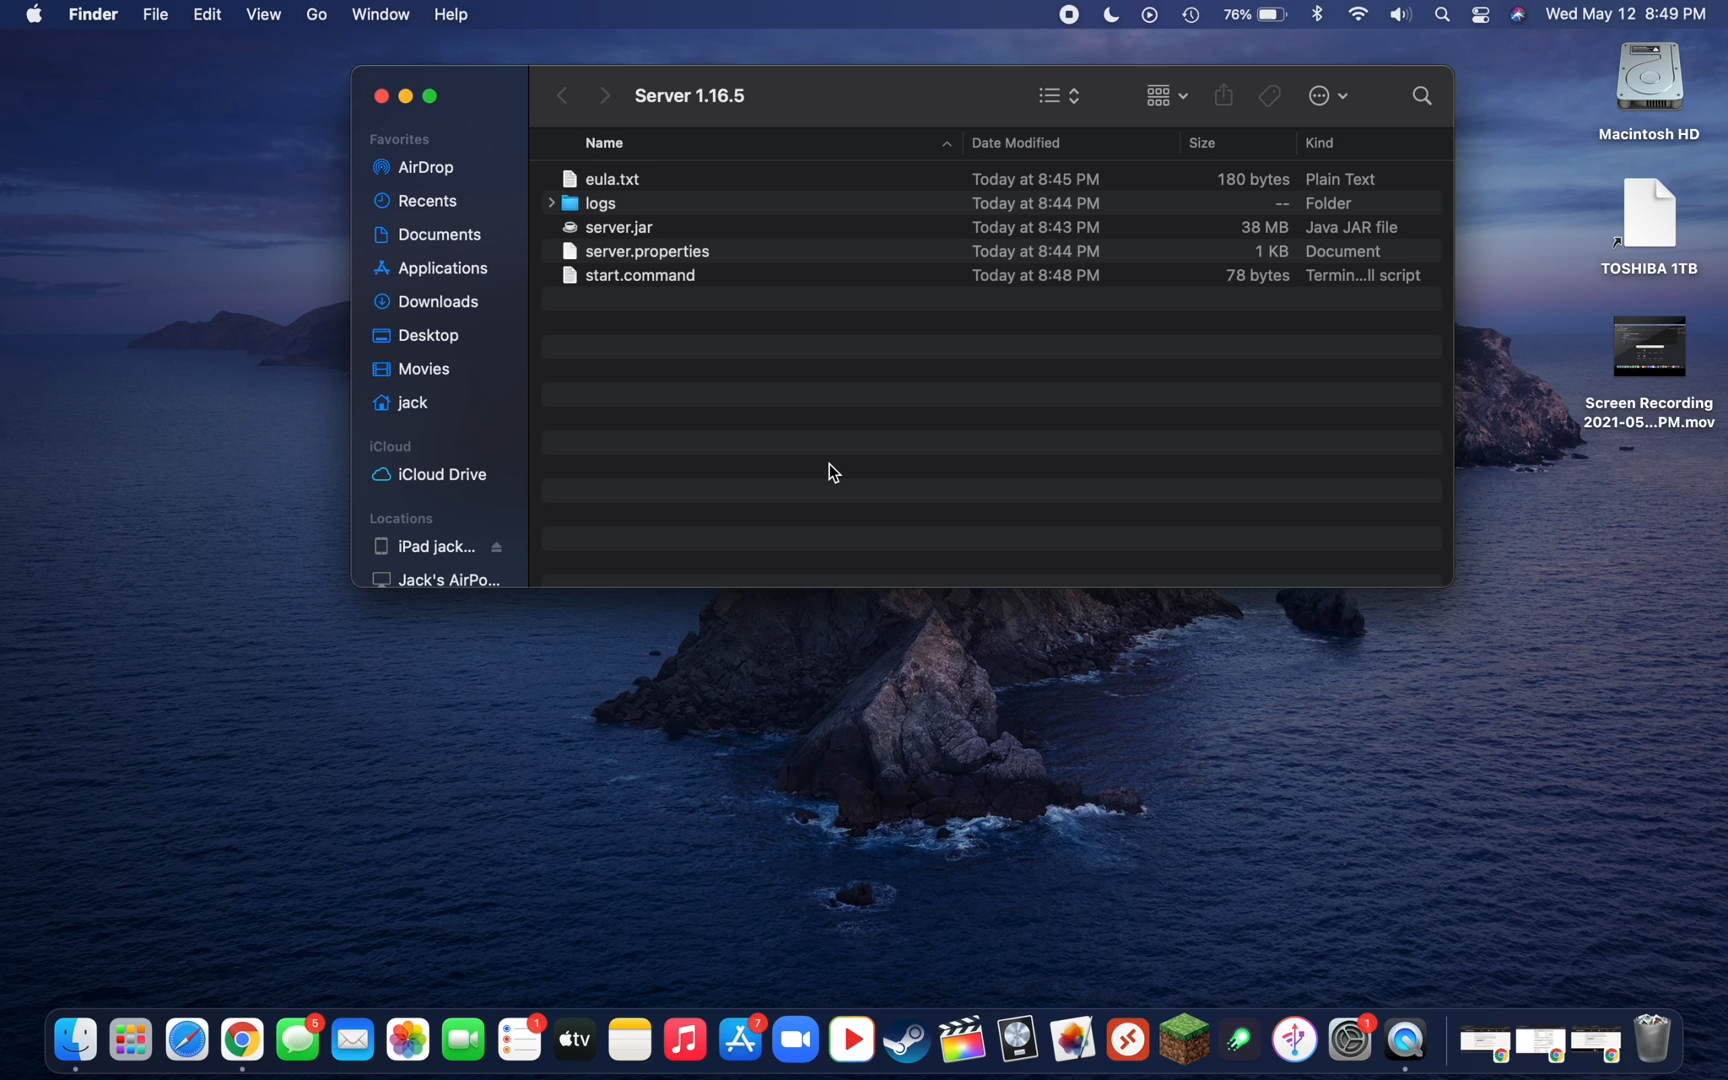 Finder File Edit View Go Window Help 76% Wed May 12 8:49 PM
Server 1.16.5
Favorites
AirDrop
Recents
Documents
Applications
Downloads
Desktop
Movies
jack
iCloud
iCloud Drive
Locations
iPad jack...
Jack's AirPo...
Name Date Modified Size Kind
eula.txt Today at 8:45 PM 180 bytes Plain Text
logs Today at 8:44 PM -- Folder
server.jar Today at 8:43 PM 38 MB Java JAR file
server.properties Today at 8:44 PM 1 KB Document
start.command Today at 8:48 PM 78 bytes Termin...ll script
Macintosh HD
TOSHIBA 1TB
Screen Recording
2021-05...PM.mov
5 1 tv 7 1